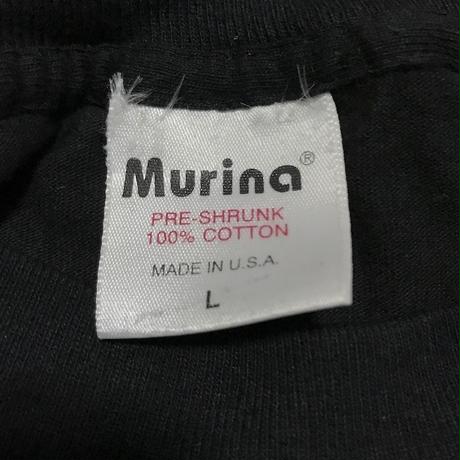 Murina®
PRE-SHRUNK
100% COTTON
MADE IN U.S.A.
L